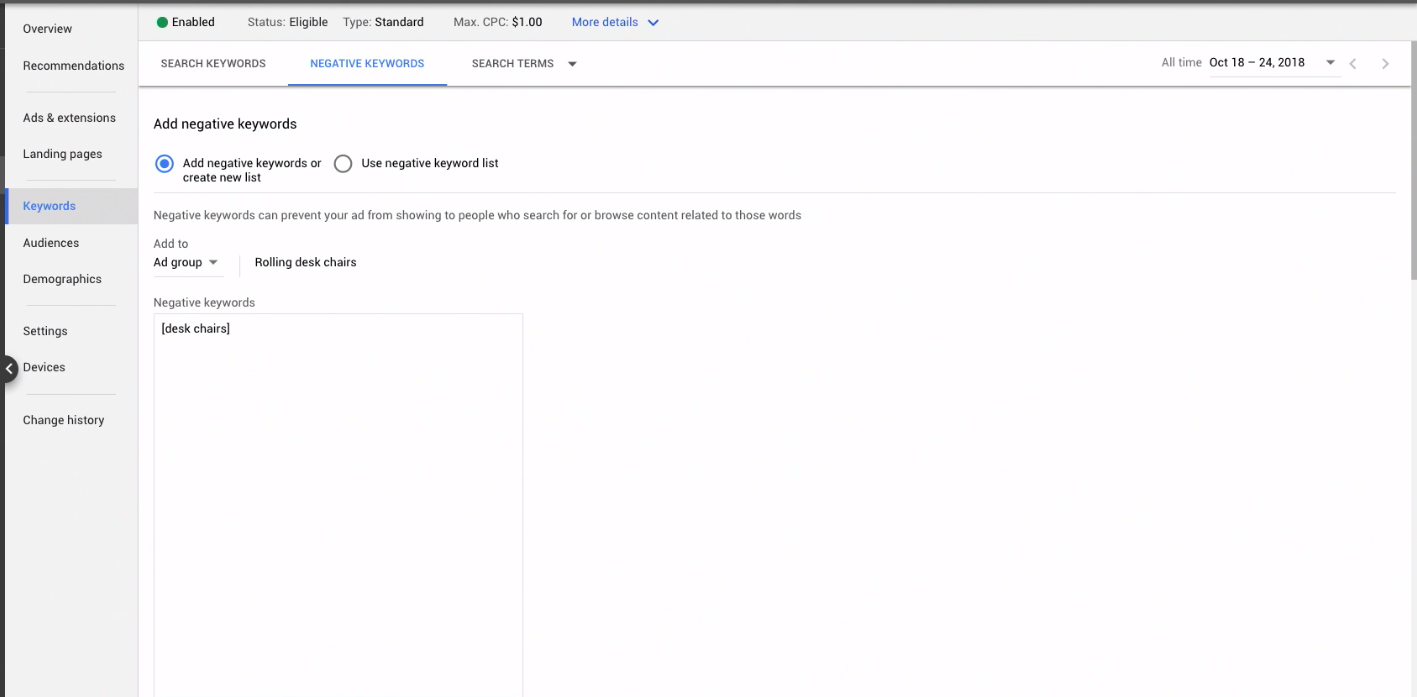 Overview
Recommendations
Ads & extensions
Landing pages
Keywords
Audiences
Demographics
Settings
Devices
Change history
Enabled Status: Eligible Type: Standard Max. CPC: $1.00 More details
SEARCH KEYWORDS NEGATIVE KEYWORDS SEARCH TERMS All time Oct 18 – 24, 2018
Add negative keywords
Add negative keywords or
create new list
Use negative keyword list
Negative keywords can prevent your ad from showing to people who search for or browse content related to those words
Add to
Ad group Rolling desk chairs
Negative keywords
[desk chairs]